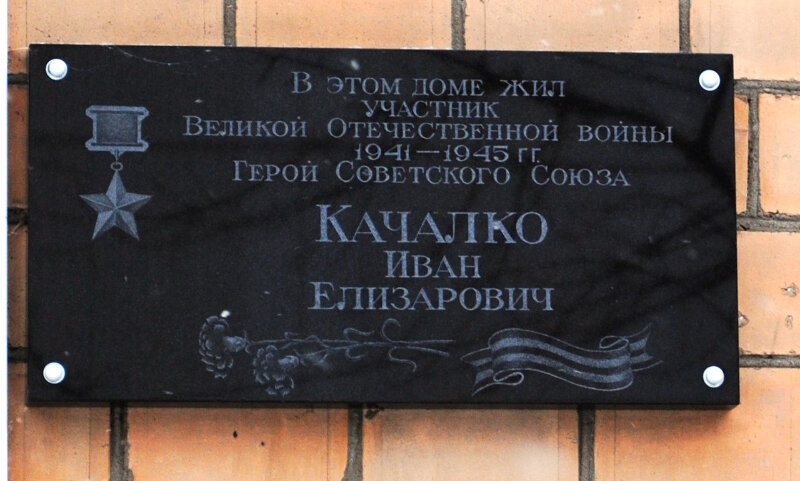 В ЭТОМ ДОМЕ ЖИЛ
УЧАСТНИК
ВЕЛИКОЙ ОТЕЧЕСТВЕННОЙ ВОЙНЫ
1941—1945 ГГ.
ГЕРОЙ СОВЕТСКОГО СОЮЗА
КАЧАЛКО
ИВАН
ЕЛИЗАРОВИЧ